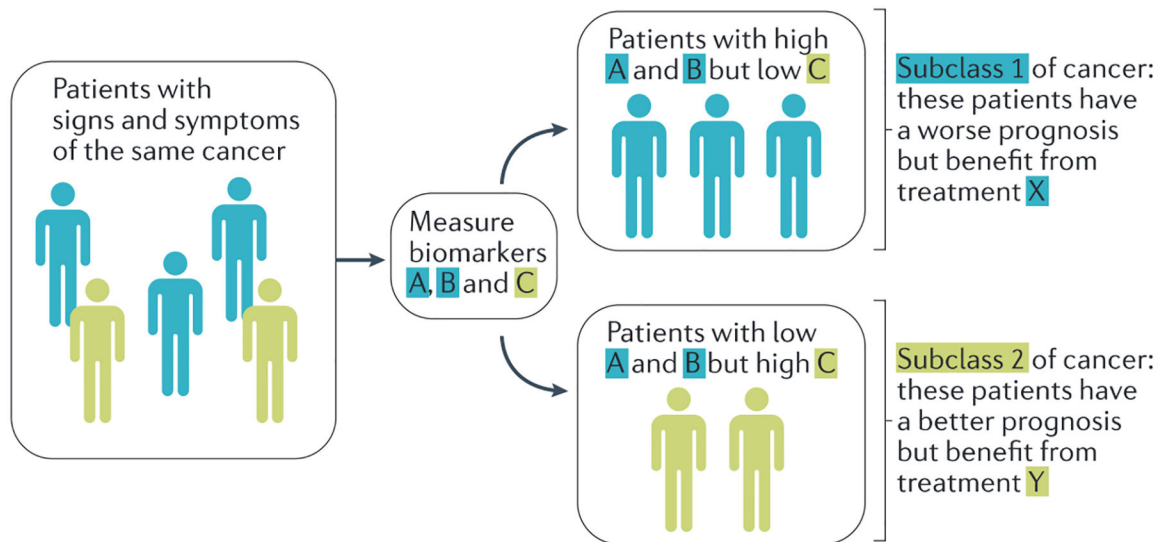 Patients with
signs and symptoms
of the same cancer
Measure
biomarkers
A, B and C
Patients with high
A and B but low C
Subclass 1 of cancer:
these patients have
a worse prognosis
but benefit from
treatment X
Patients with low
A and B but high C
Subclass 2 of cancer:
these patients have
a better prognosis
but benefit from
treatment Y